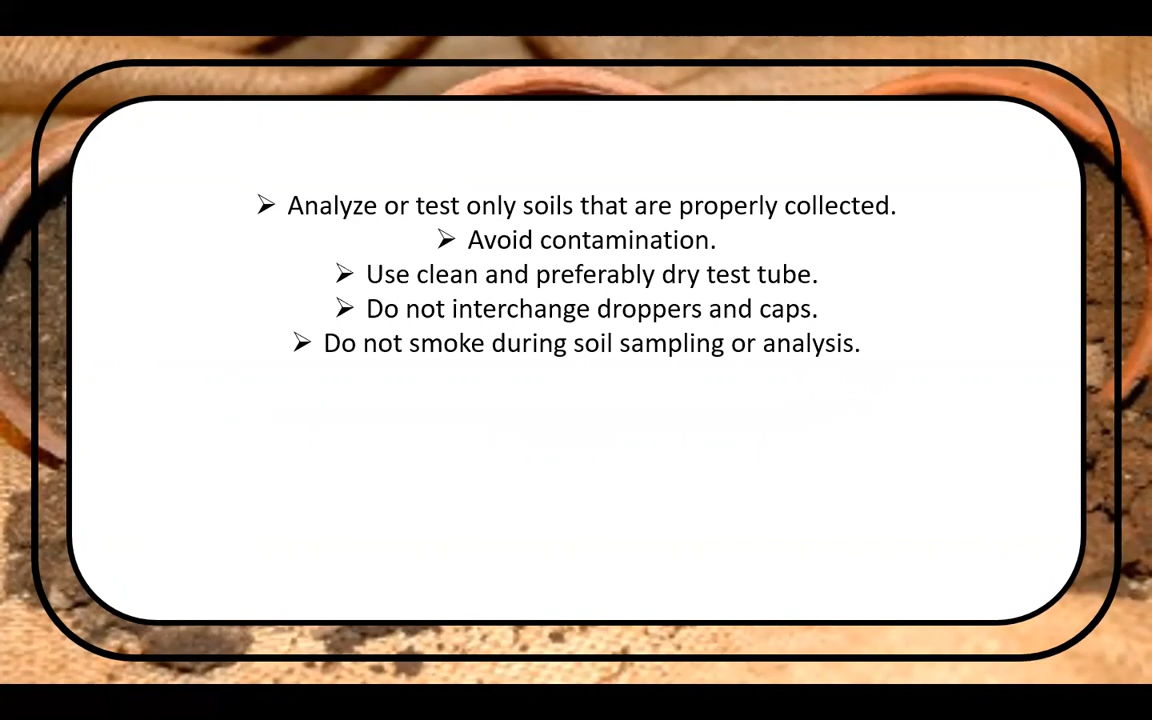 ➢ Analyze or test only soils that are properly collected.
➢ Avoid contamination.
➢ Use clean and preferably dry test tube.
➢ Do not interchange droppers and caps.
➢ Do not smoke during soil sampling or analysis.